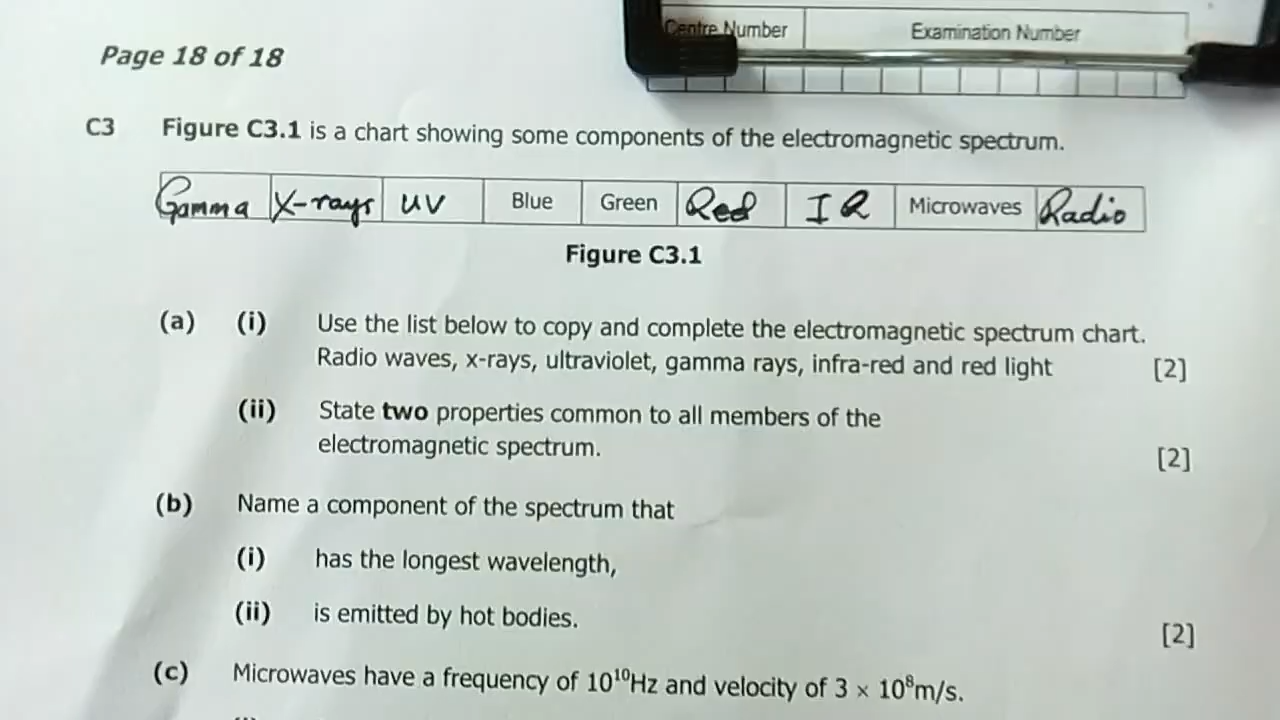 Centre Number Examination Number
Page 18 of 18
C3 Figure C3.1 is a chart showing some components of the electromagnetic spectrum.
Gamma X-rays UV Blue Green Red IR Microwaves Radio
Figure C3.1
(a) (i) Use the list below to copy and complete the electromagnetic spectrum chart.
Radio waves, x-rays, ultraviolet, gamma rays, infra-red and red light [2]
(ii) State two properties common to all members of the
electromagnetic spectrum. [2]
(b) Name a component of the spectrum that
(i) has the longest wavelength,
(ii) is emitted by hot bodies. [2]
(c) Microwaves have a frequency of 10¹⁰Hz and velocity of 3 × 10⁸m/s.